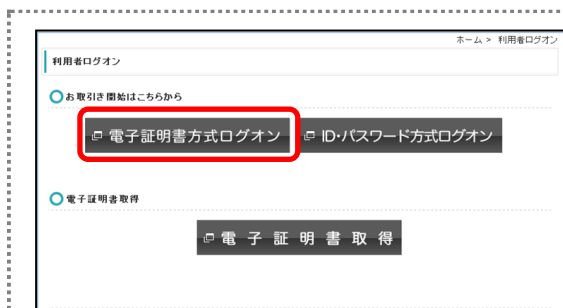 ホーム > 利用者ログオン
利用者ログオン
お取引き開始はこちらから
電子証明書方式ログオン ID・パスワード方式ログオン
電子証明書取得
電子証明書取得